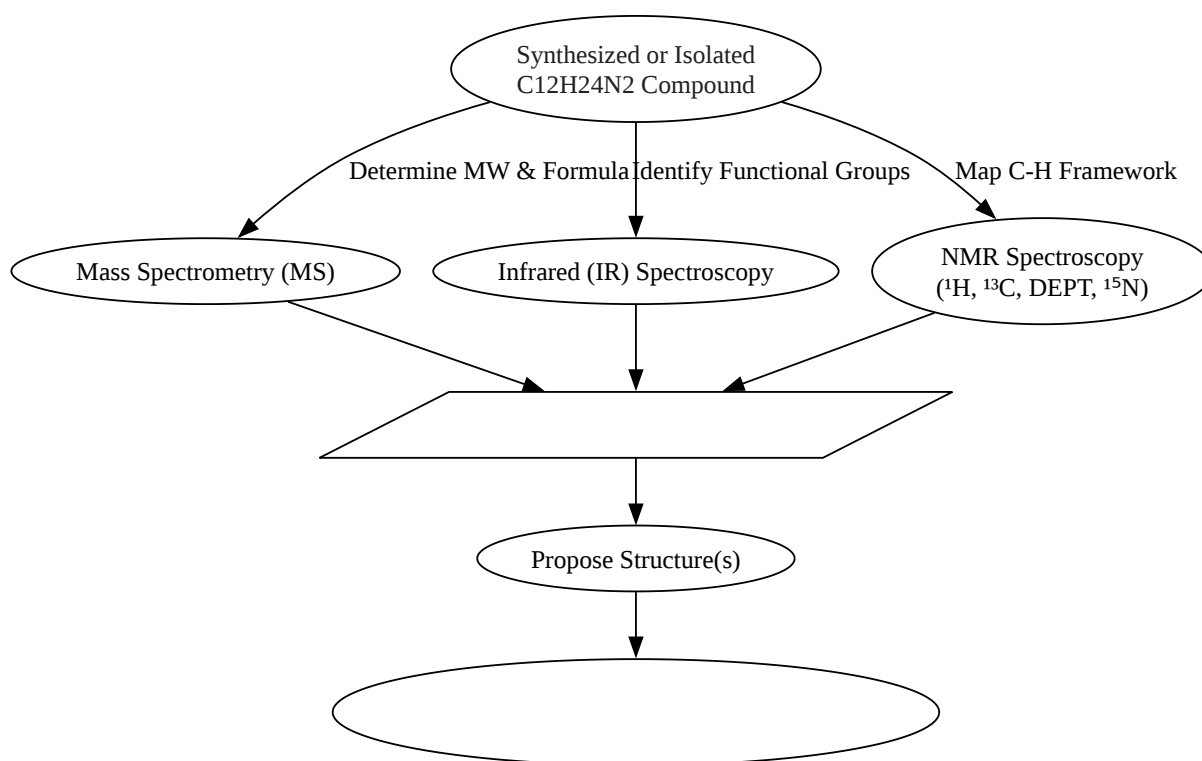 Synthesized or Isolated
C12H24N2 Compound
Determine MW & Formula
Identify Functional Groups
Map C-H Framework
Mass Spectrometry (MS)
Infrared (IR) Spectroscopy
NMR Spectroscopy
(¹H, ¹³C, DEPT, ¹⁵N)
Propose Structure(s)